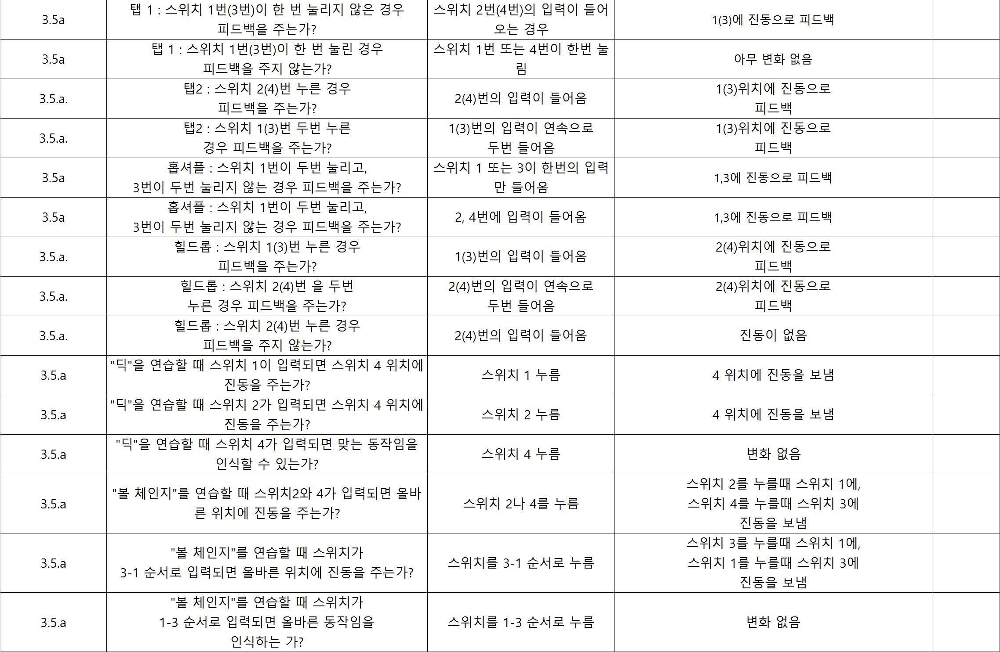 3.5a
탭 1 : 스위치 1번(3번)이 한 번 눌리지 않은 경우
피드백을 주는가?
스위치 2번(4번)의 입력이 들어
오는 경우
1(3)에 진동으로 피드백
3.5a
탭 1 : 스위치 1번(3번)이 한 번 눌린 경우
피드백을 주지 않는가?
스위치 1번 또는 4번이 한번 눌
림
아무 변화 없음
3.5.a.
탭2 : 스위치 2(4)번 누른 경우
피드백을 주는가?
2(4)번의 입력이 들어옴
1(3)위치에 진동으로
피드백
3.5.a.
탭2 : 스위치 1(3)번 두번 누른
경우 피드백을 주는가?
1(3)번의 입력이 연속으로
두번 들어옴
1(3)위치에 진동으로
피드백
3.5a
홉셔플 : 스위치 1번이 두번 눌리고,
3번이 두번 눌리지 않는 경우 피드백을 주는가?
스위치 1 또는 3이 한번의 입력
만 들어옴
1,3에 진동으로 피드백
3.5a
홉셔플 : 스위치 1번이 두번 눌리고,
3번이 두번 눌리지 않는 경우 피드백을 주는가?
2, 4번에 입력이 들어옴
1,3에 진동으로 피드백
3.5.a.
힐드롭 : 스위치 1(3)번 누른 경우
피드백을 주는가?
1(3)번의 입력이 들어옴
2(4)위치에 진동으로
피드백
3.5.a.
힐드롭 : 스위치 2(4)번 을 두번
누른 경우 피드백을 주는가?
2(4)번의 입력이 연속으로
두번 들어옴
2(4)위치에 진동으로
피드백
3.5.a.
힐드롭 : 스위치 2(4)번 누른 경우
피드백을 주지 않는가?
2(4)번의 입력이 들어옴
진동이 없음
3.5.a
"딕"을 연습할 때 스위치 1이 입력되면 스위치 4 위치에
진동을 주는가?
스위치 1 누름
4 위치에 진동을 보냄
3.5.a
"딕"을 연습할 때 스위치 2가 입력되면 스위치 4 위치에
진동을 주는가?
스위치 2 누름
4 위치에 진동을 보냄
3.5.a
"딕"을 연습할 때 스위치 4가 입력되면 맞는 동작임을
인식할 수 있는가?
스위치 4 누름
변화 없음
3.5.a
"볼 체인지"를 연습할 때 스위치2와 4가 입력되면 올바
른 위치에 진동을 주는가?
스위치 2나 4를 누름
스위치 2를 누를때 스위치 1에,
스위치 4를 누를때 스위치 3에
진동을 보냄
3.5.a
"볼 체인지"를 연습할 때 스위치가
3-1 순서로 입력되면 올바른 위치에 진동을 주는가?
스위치를 3-1 순서로 누름
스위치 3를 누를때 스위치 1에,
스위치 1를 누를때 스위치 3에
진동을 보냄
3.5.a
"볼 체인지"를 연습할 때 스위치가
1-3 순서로 입력되면 올바른 동작임을
인식하는 가?
스위치를 1-3 순서로 누름
변화 없음